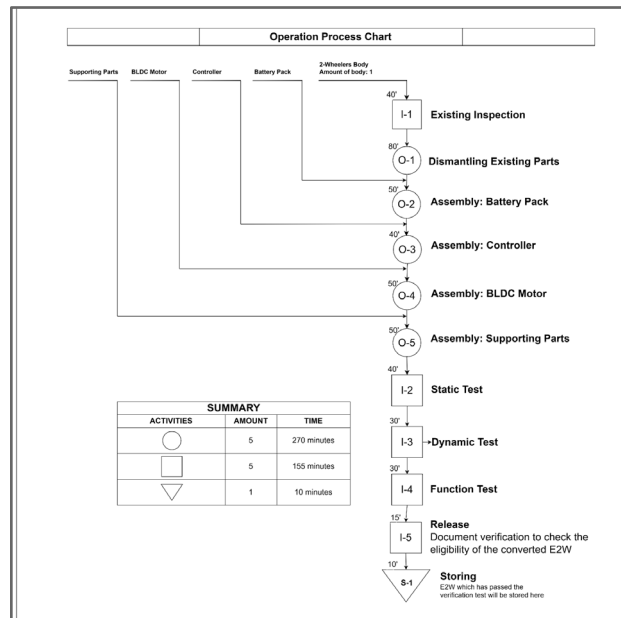 Operation Process Chart
Supporting Parts
BLDC Motor
Controller
Battery Pack
2-Wheelers Body
Amount of body: 1
40'
I-1
Existing Inspection
80'
O-1
Dismantling Existing Parts
50'
O-2
Assembly: Battery Pack
40'
O-3
Assembly: Controller
50'
O-4
Assembly: BLDC Motor
50'
O-5
Assembly: Supporting Parts
40'
I-2
Static Test
30'
I-3
Dynamic Test
30'
I-4
Function Test
15'
I-5
Release
Document verification to check the
eligibility of the converted E2W
10'
S-1
Storing
E2W which has passed the
verification test will be stored here
SUMMARY
ACTIVITIES AMOUNT TIME
5 270 minutes
5 155 minutes
1 10 minutes